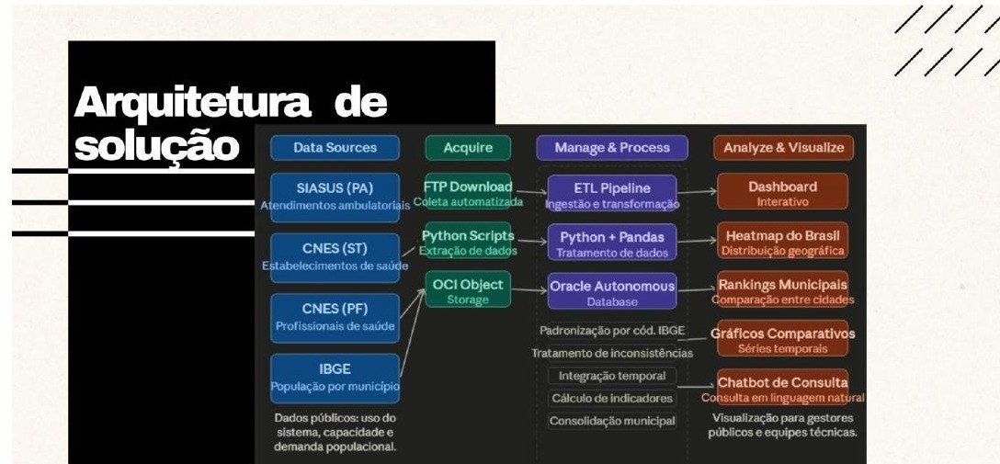 Arquitetura de
solução
Data Sources
SIASUS (PA)
Atendimentos ambulatoriais
CNES (ST)
Estabelecimentos de saúde
CNES (PF)
Profissionais de saúde
IBGE
População por município
Dados públicos: uso do
sistema, capacidade e
demanda populacional.
Acquire
FTP Download
Coleta automatizada
Python Scripts
Extração de dados
OCI Object
Storage
Manage & Process
ETL Pipeline
Ingestão e transformação
Python + Pandas
Tratamento de dados
Oracle Autonomous
Database
Padronização por cód. IBGE
Tratamento de inconsistências
Integração temporal
Cálculo de indicadores
Consolidação municipal
Analyze & Visualize
Dashboard
Interativo
Heatmap do Brasil
Distribuição geográfica
Rankings Municipais
Comparação entre cidades
Gráficos Comparativos
Séries temporais
Chatbot de Consulta
Consulta em linguagem natural
Visualização para gestores
públicos e equipes técnicas.